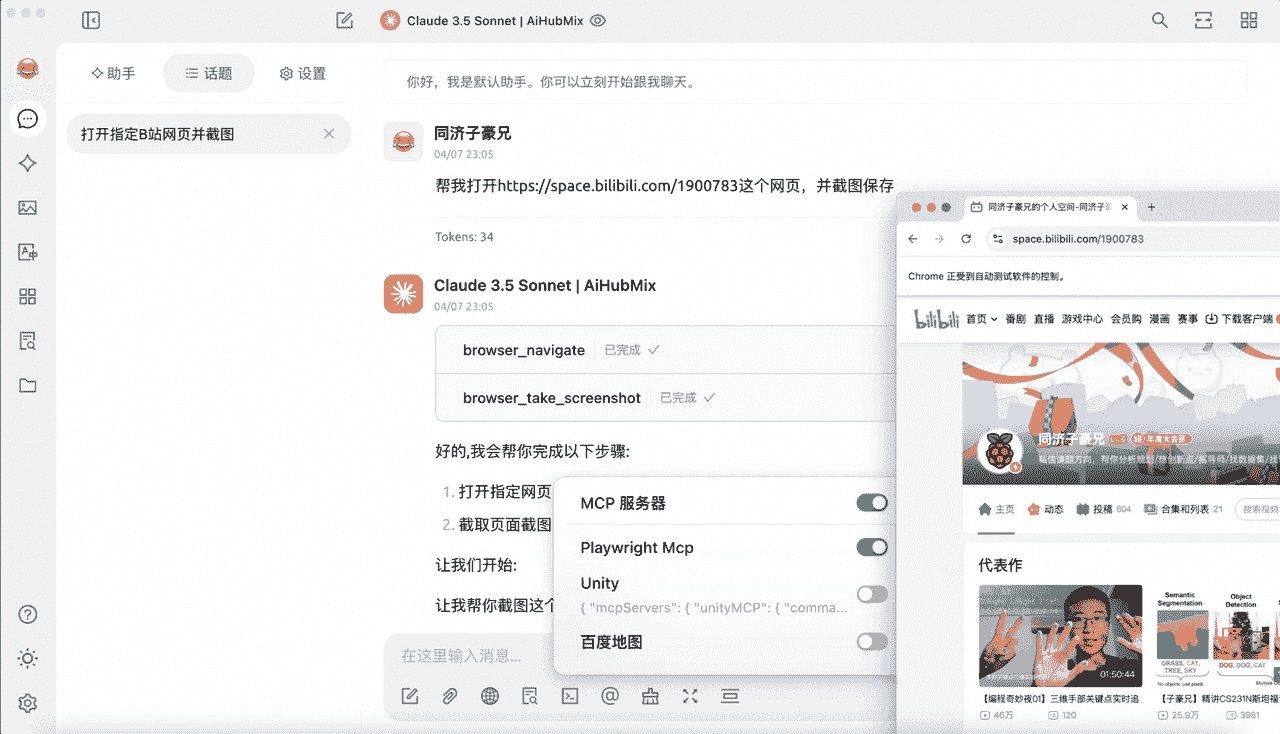 Claude 3.5 Sonnet | AiHubMix
助手
话题
设置
打开指定B站网页并截图
你好，我是默认助手。你可以立刻开始跟我聊天。
同济子豪兄
04/07 23:05
帮我打开https://space.bilibili.com/1900783这个网页，并截图保存
Tokens: 34
Claude 3.5 Sonnet | AiHubMix
04/07 23:05
browser_navigate 已完成
browser_take_screenshot 已完成
好的,我会帮你完成以下步骤:
1. 打开指定网页
2. 截取页面截图
让我们开始:
让我帮你截图这个
在这里输入消息...
MCP 服务器
Playwright Mcp
Unity
{ "mcpServers": { "unityMCP": { "comma...
百度地图
同济子豪兄的个人空间-同济子
space.bilibili.com/1900783
Chrome 正受到自动测试软件的控制。
bilibili 首页 番剧 直播 游戏中心 会员购 漫画 赛事 下载客户端
同济子豪兄
年度大会员
主页 动态 投稿 604 合集和列表 21 搜索视频
代表作
01:50:44
【编程奇妙夜01】三维手部关键点实时追
46万 120
Semantic Segmentation
Object Detection
GRASS, CAT, TREE, SKY
DOG, DOG, CAT
No objects, just pixels
【子豪兄】精讲CS231N斯坦福
25.9万 3981